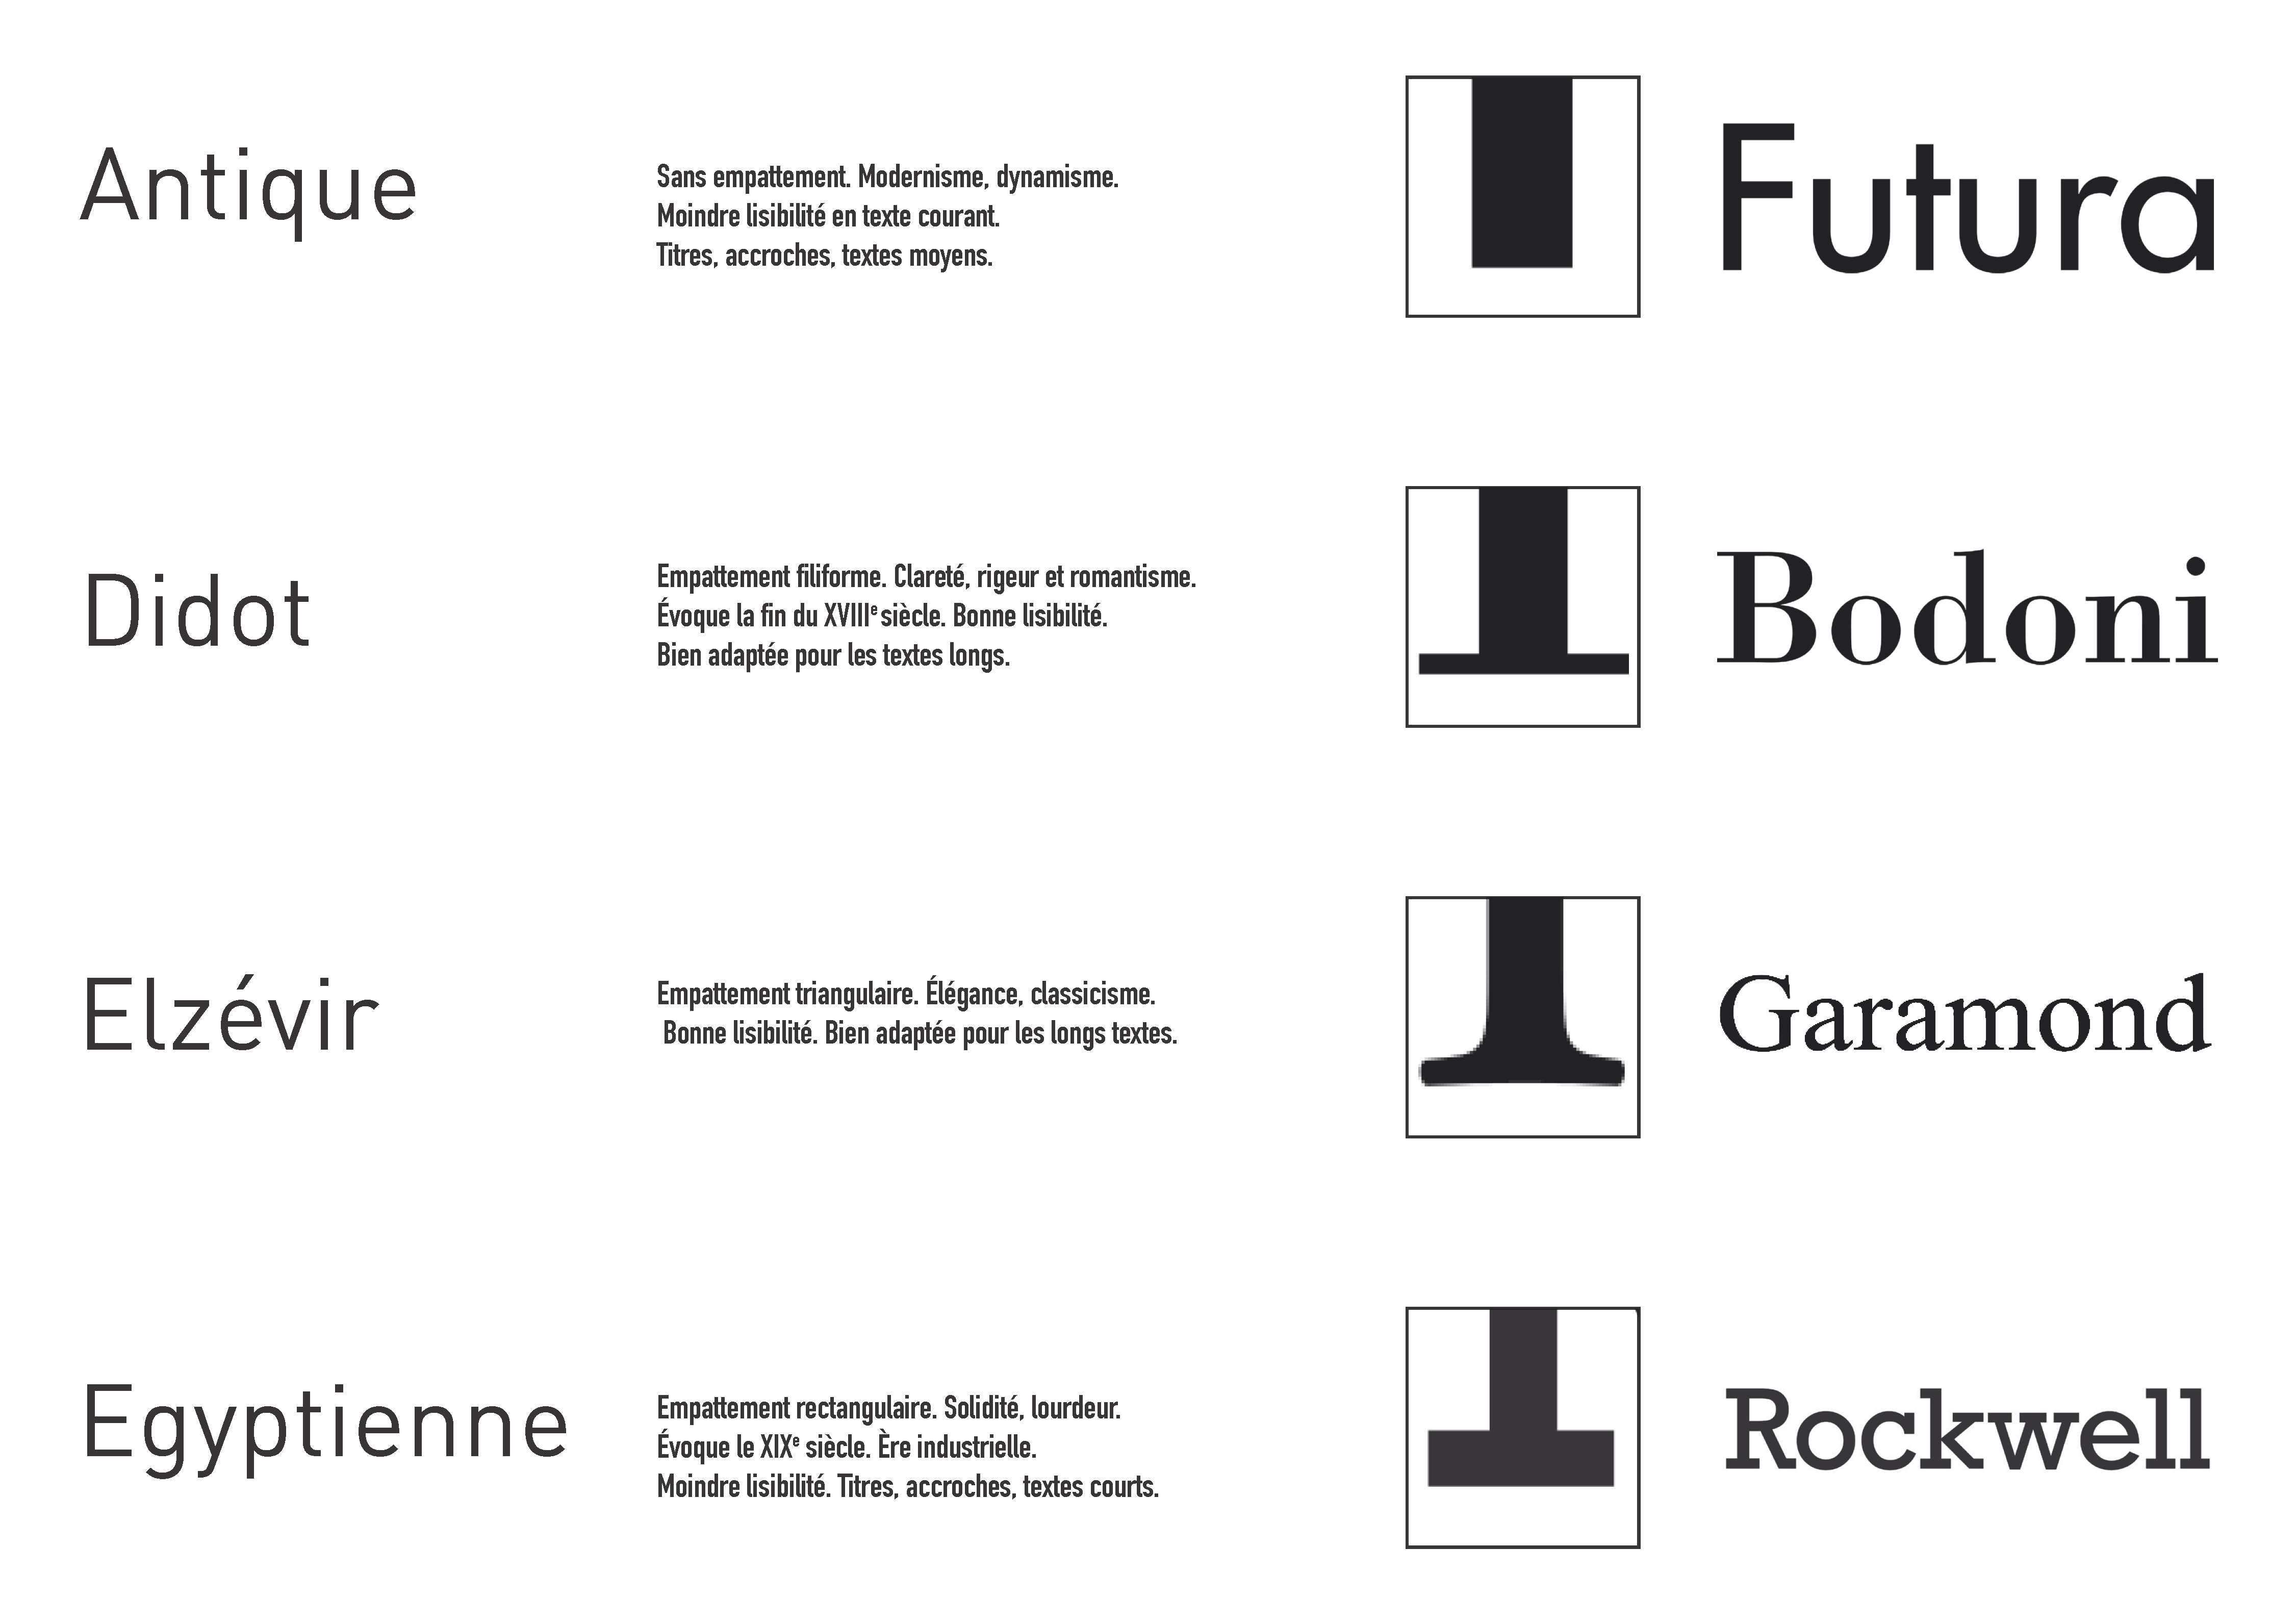 Antique
Sans empattement. Modernisme, dynamisme.
Moindre lisibilité en texte courant.
Titres, accroches, textes moyens.
Futura
Didot
Empattement filiforme. Clareté, rigeur et romantisme.
Évoque la fin du XVIIIe siècle. Bonne lisibilité.
Bien adaptée pour les textes longs.
Bodoni
Elzévir
Empattement triangulaire. Élégance, classicisme.
Bonne lisibilité. Bien adaptée pour les longs textes.
Garamond
Egyptienne
Empattement rectangulaire. Solidité, lourdeur.
Évoque le XIXe siècle. Ère industrielle.
Moindre lisibilité. Titres, accroches, textes courts.
Rockwell